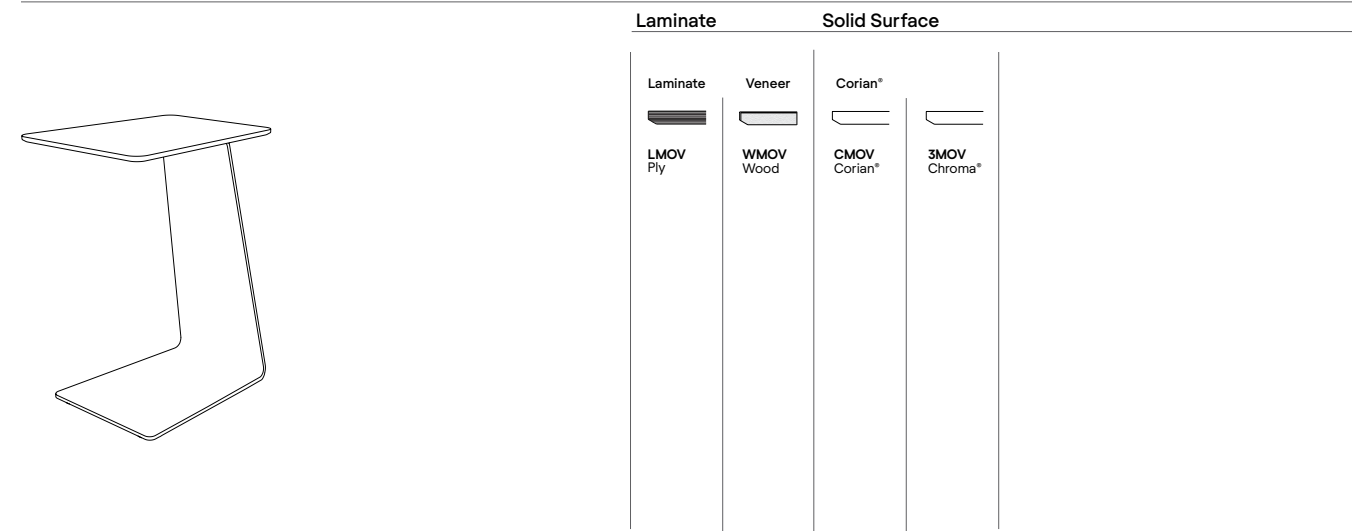 Laminate Solid Surface
Laminate Veneer Corian®
LMOV WMOV CMOV 3MOV
Ply Wood Corian® Chroma®